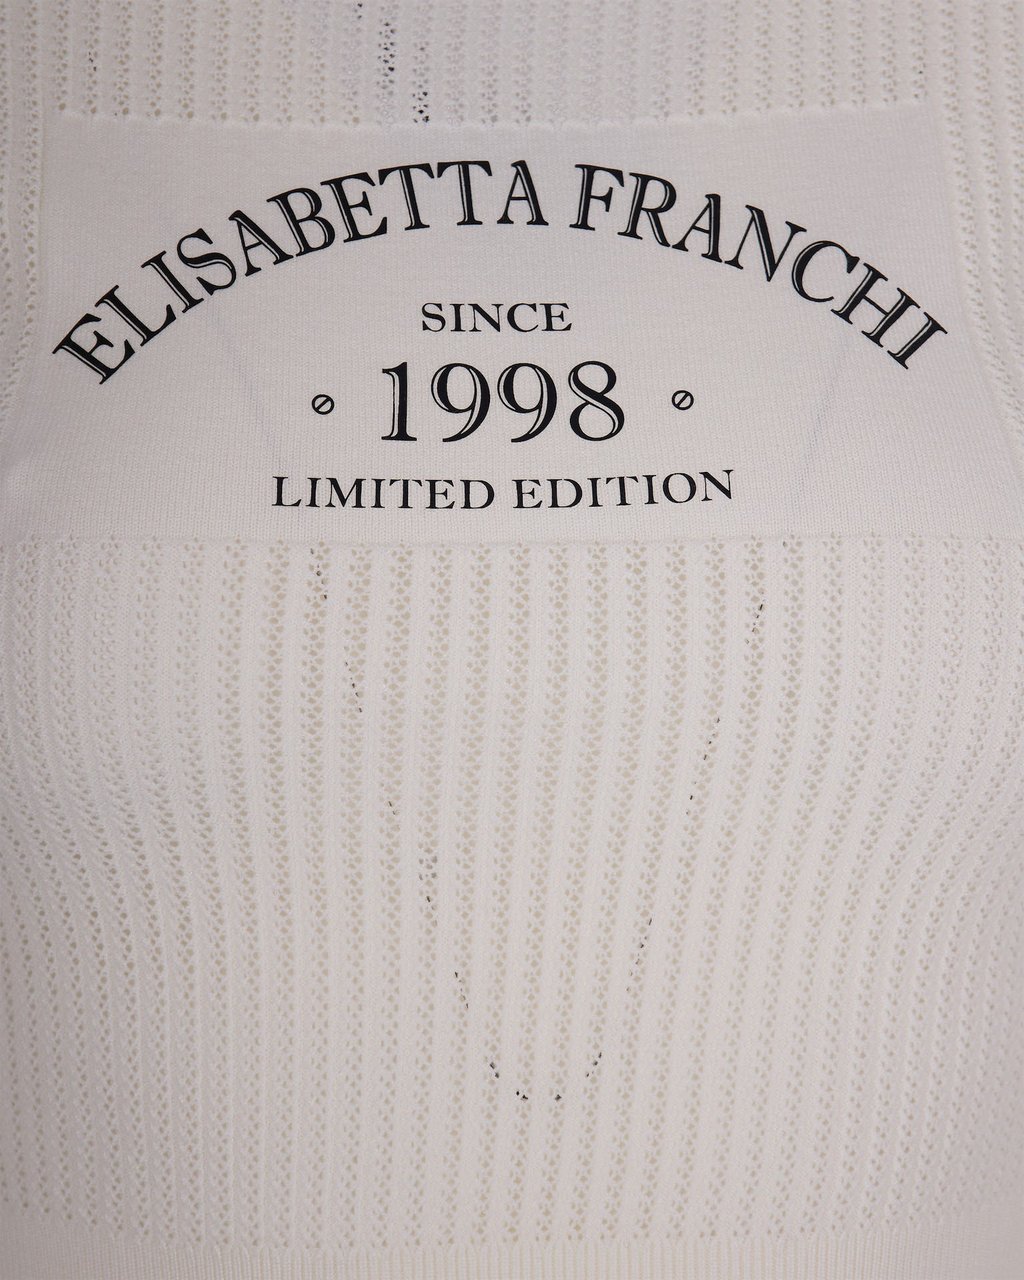 ELISABETTA FRANCHI
SINCE
1998
LIMITED EDITION